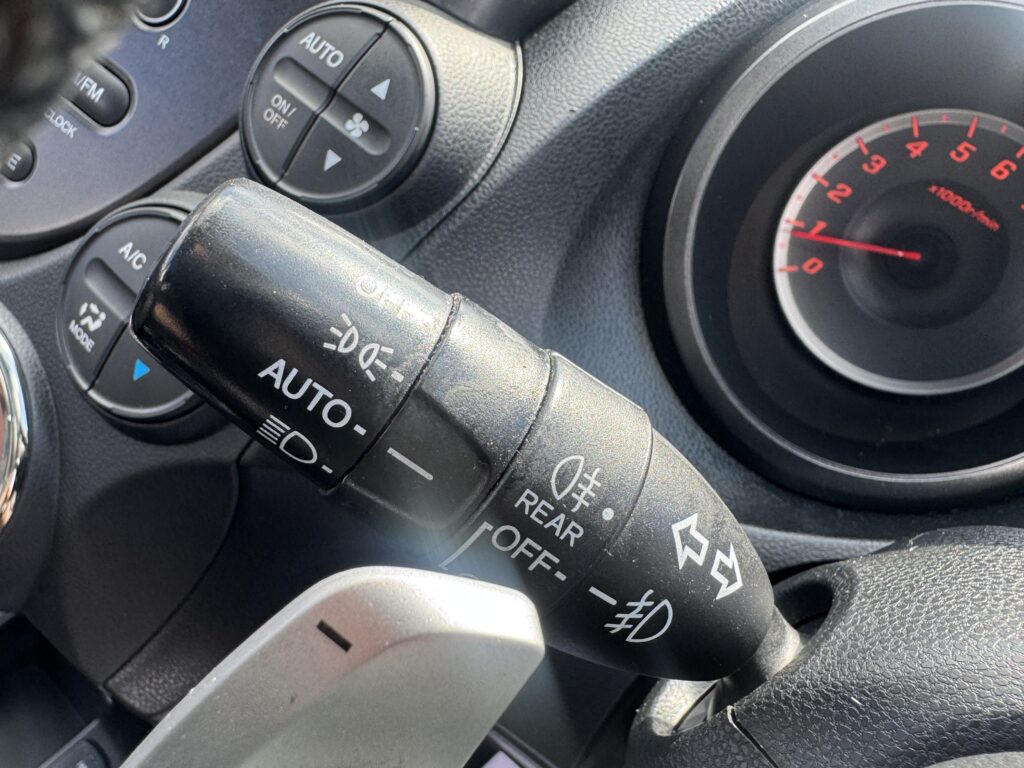 R
/FM
CLOCK
E
AUTO
ON/
OFF
A/C
MODE
OFF
AUTO
REAR
OFF
0
1
2
3
4
5
6
x1000r/min